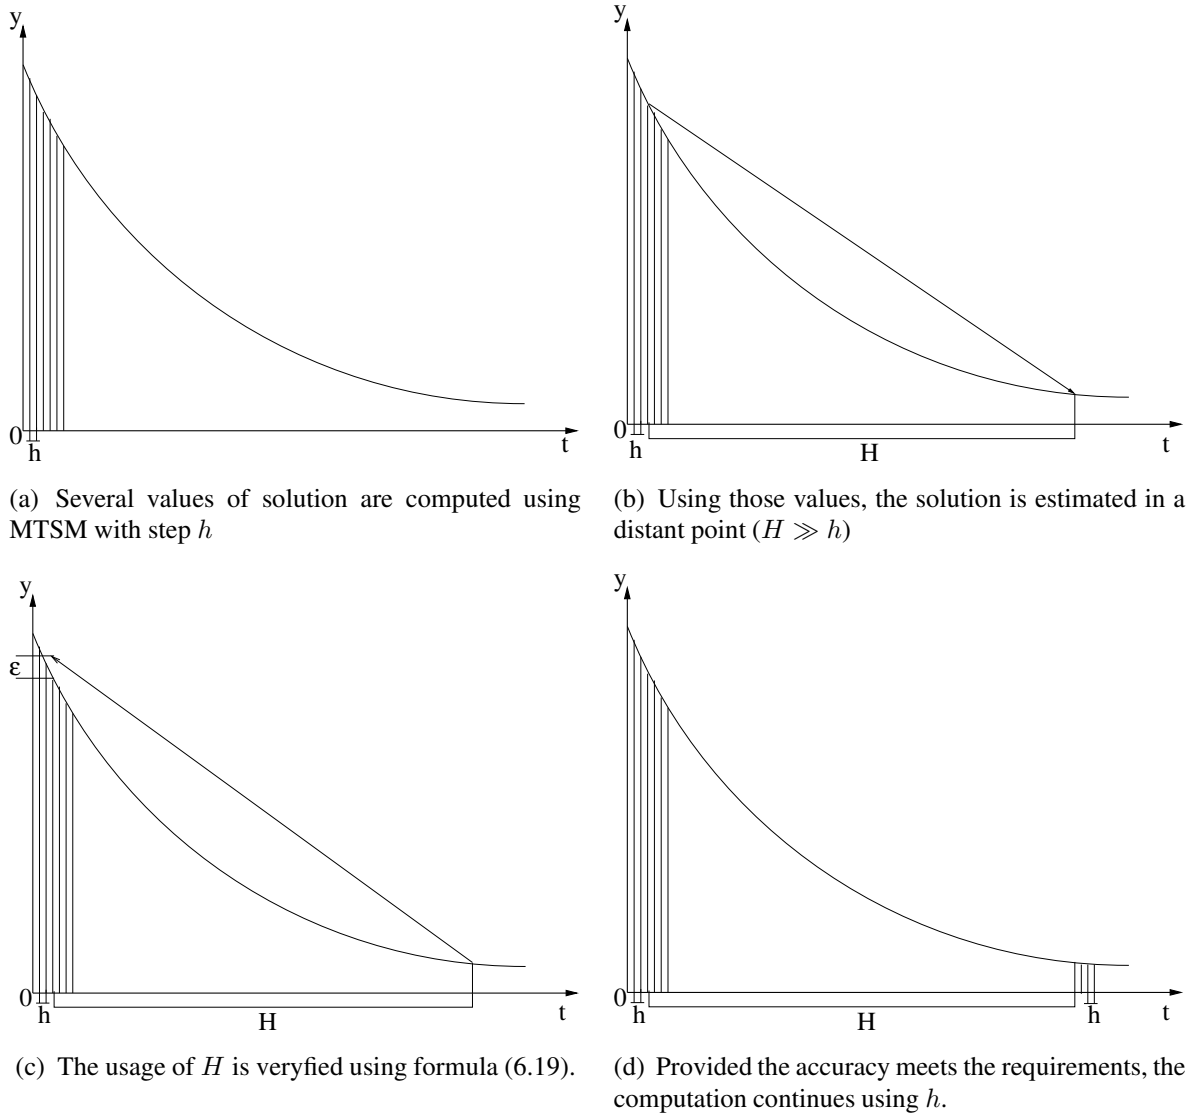 y
0
h
t
(a) Several values of solution are computed using
MTSM with step h
y
0
h
H
t
(b) Using those values, the solution is estimated in a
distant point (H ≫ h)
y
ε
0
h
H
t
(c) The usage of H is veryfied using formula (6.19).
y
0
h
H
h
t
(d) Provided the accuracy meets the requirements, the
computation continues using h.